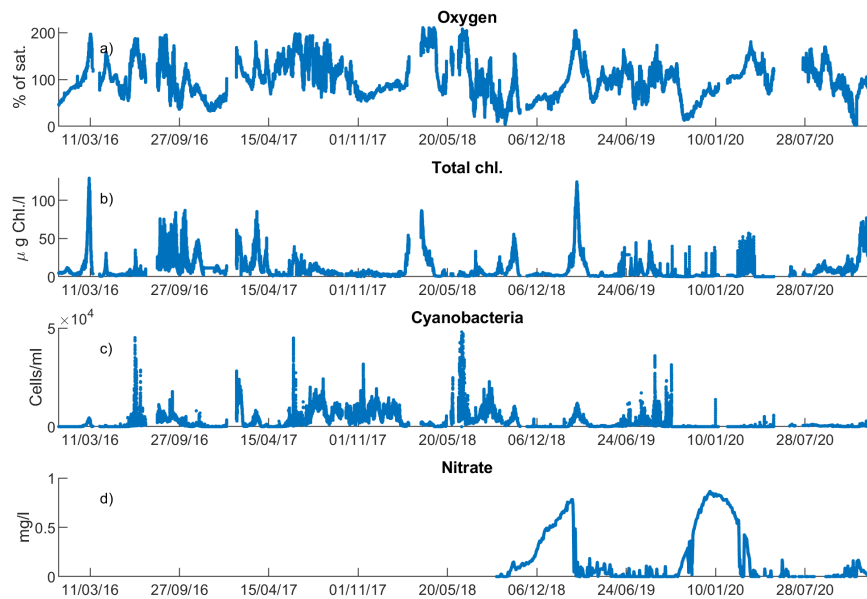 Oxygen
a)
% of sat.
200
100
0
11/03/16 27/09/16 15/04/17 01/11/17 20/05/18 06/12/18 24/06/19 10/01/20 28/07/20
Total chl.
b)
μ g Chl./l
100
50
0
11/03/16 27/09/16 15/04/17 01/11/17 20/05/18 06/12/18 24/06/19 10/01/20 28/07/20
×10⁴
Cyanobacteria
c)
Cells/ml
5
0
11/03/16 27/09/16 15/04/17 01/11/17 20/05/18 06/12/18 24/06/19 10/01/20 28/07/20
Nitrate
d)
mg/l
1
0.5
0
11/03/16 27/09/16 15/04/17 01/11/17 20/05/18 06/12/18 24/06/19 10/01/20 28/07/20